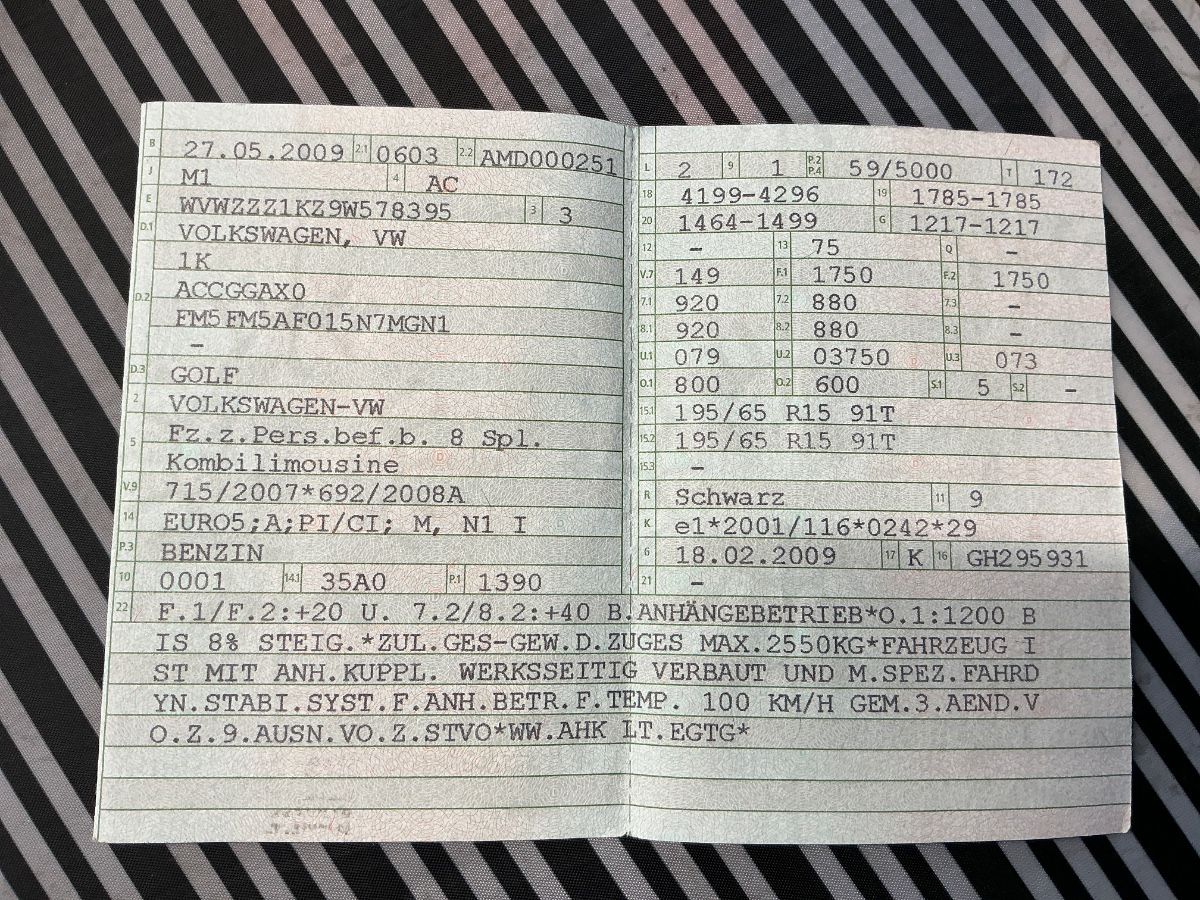 B 27.05.2009 2.1 0603 2.2 AMD000251
J M1 4 AC
E WVWZZZ1KZ9W578395 3 3
D.1 VOLKSWAGEN, VW
1K
D.2 ACCGGAX0
FM5FM5AF015N7MGN1
–
D.3 GOLF
2 VOLKSWAGEN-VW
5 Fz.z.Pers.bef.b. 8 Spl.
Kombilimousine
V.9 715/2007*692/2008A
14 EURO5;A;PI/CI; M, N1 I
P.3 BENZIN
10 0001 14.1 35A0 P.1 1390
L 2 9 1 P.2 P.4 59/5000 T 172
18 4199-4296 19 1785-1785
20 1464-1499 G 1217-1217
12 – 13 75 Q –
V.7 149 F.1 1750 F.2 1750
7.1 920 7.2 880 7.3 –
8.1 920 8.2 880 8.3 –
U.1 079 U.2 03750 U.3 073
O.1 800 O.2 600 S.1 5 S.2 –
15.1 195/65 R15 91T
15.2 195/65 R15 91T
15.3 –
R Schwarz 11 9
K e1*2001/116*0242*29
6 18.02.2009 17 K 16 GH295931
21 –
22 F.1/F.2:+20 U. 7.2/8.2:+40 B.ANHÄNGEBETRIEB*O.1:1200 B
IS 8% STEIG.*ZUL.GES-GEW.D.ZUGES MAX.2550KG*FAHRZEUG I
ST MIT ANH.KUPPL. WERKSSEITIG VERBAUT UND M.SPEZ.FAHRD
YN.STABI.SYST.F.ANH.BETR.F.TEMP. 100 KM/H GEM.3.AEND.V
O.Z.9.AUSN.VO.Z.STVO*WW.AHK LT.EGTG*